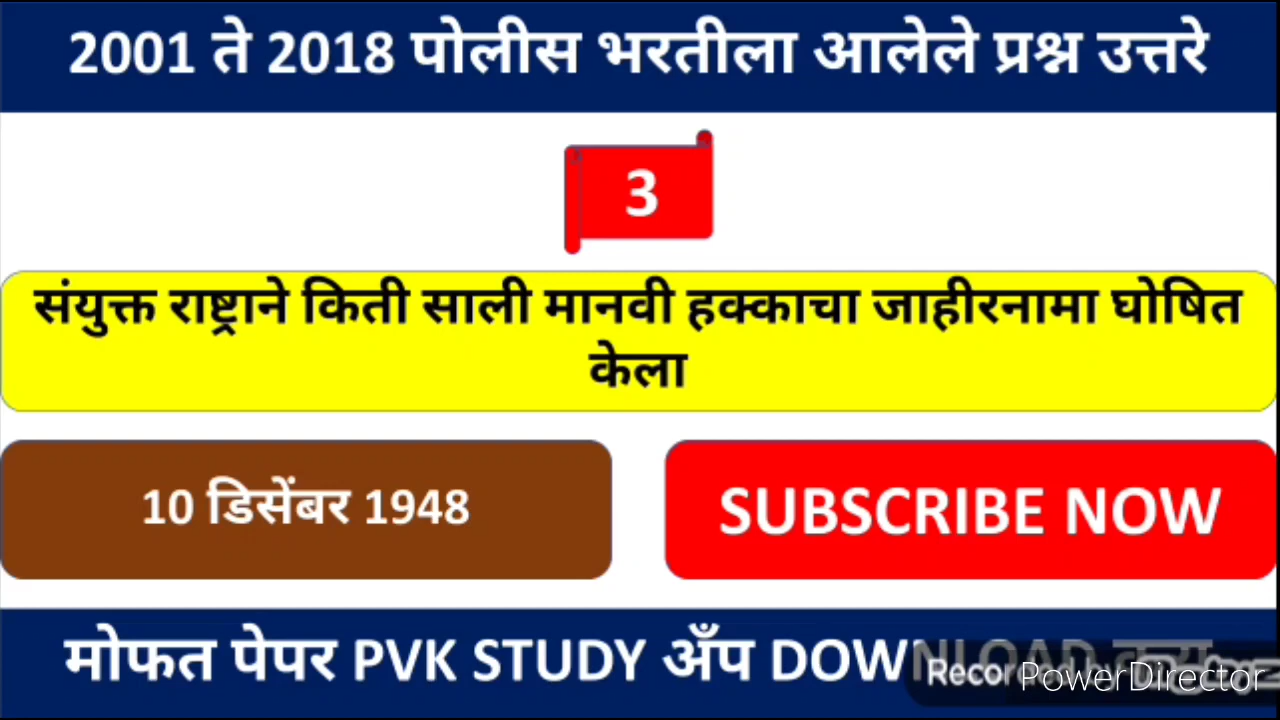 2001 ते 2018 पोलीस भरतीला आलेले प्रश्न उत्तरे
3
संयुक्त राष्ट्राने किती साली मानवी हक्काचा जाहीरनामा घोषित
केला
10 डिसेंबर 1948
SUBSCRIBE NOW
मोफत पेपर PVK STUDY अँप DOWNLOAD
PowerDirector